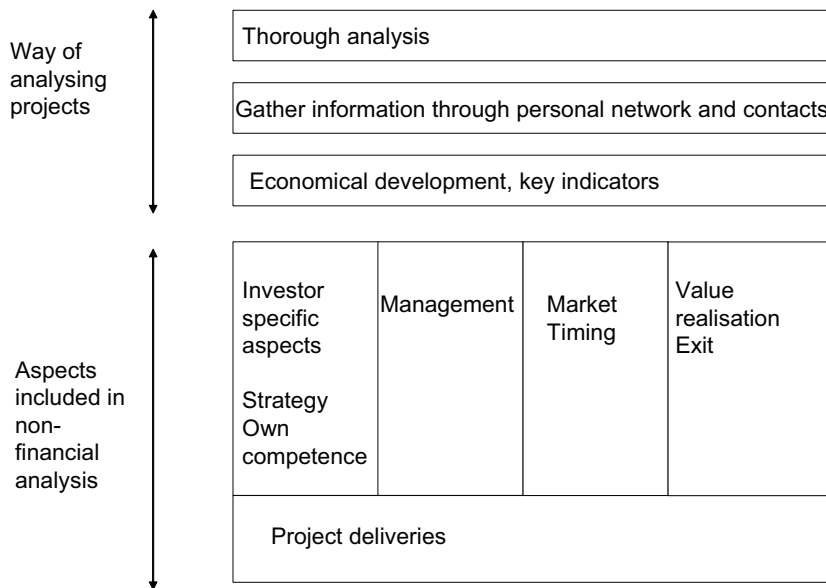 Way of
analysing
projects
Thorough analysis
Gather information through personal network and contacts
Economical development, key indicators
Aspects
included in
non-
financial
analysis
Investor
specific
aspects
Strategy
Own
competence
Management
Market
Timing
Value
realisation
Exit
Project deliveries